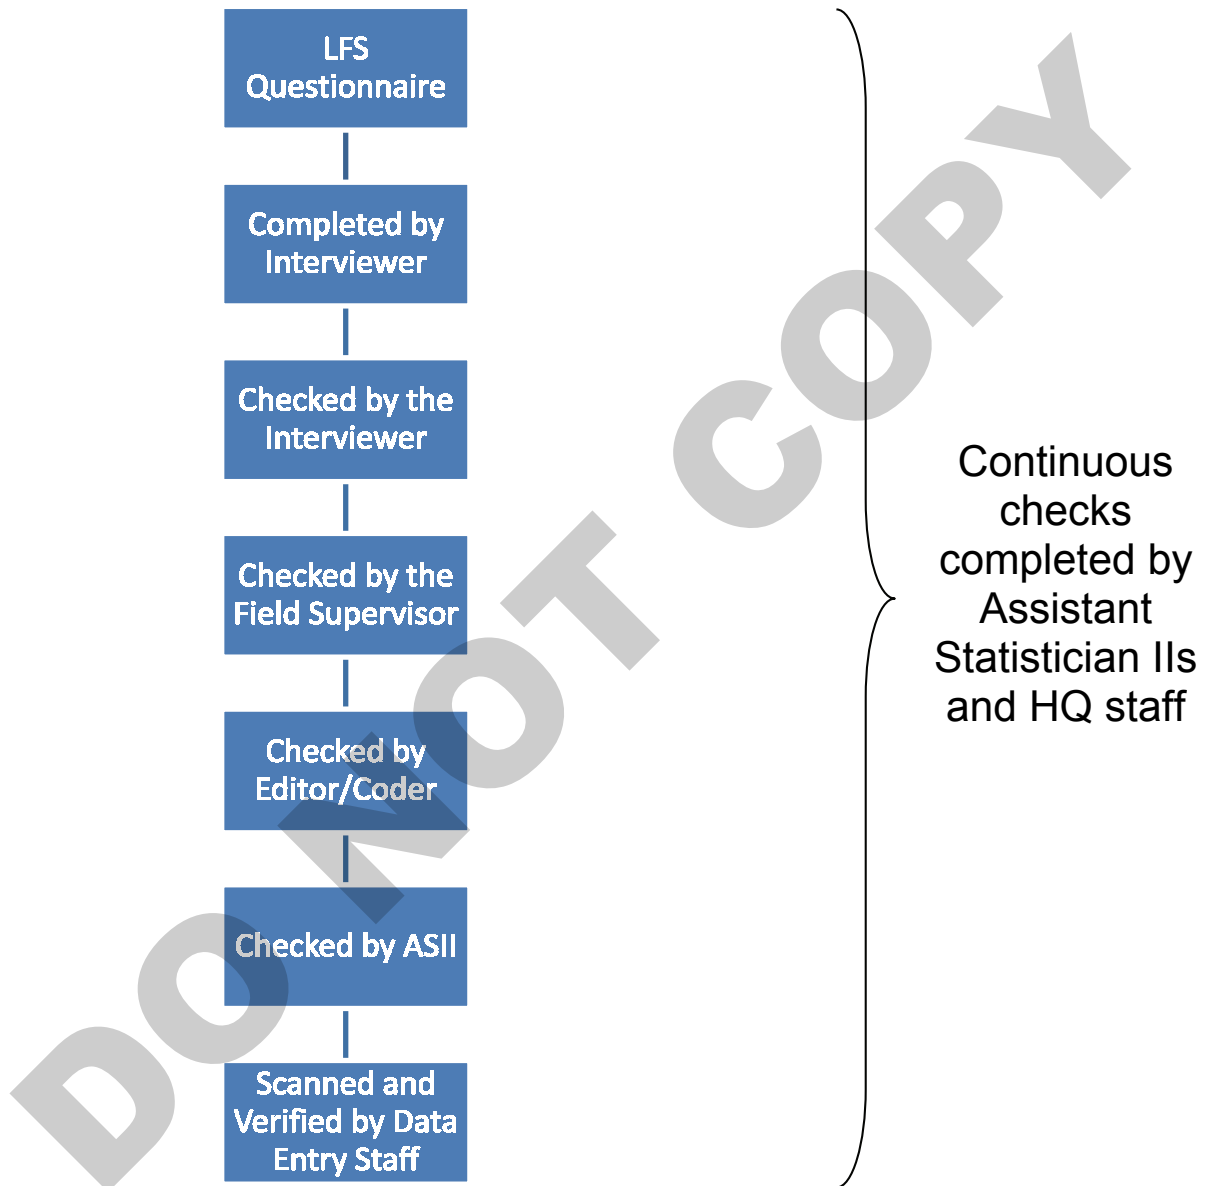 LFS
Questionnaire
Completed by
Interviewer
Checked by the
Interviewer
Checked by the
Field Supervisor
Checked by
Editor/Coder
Checked by ASII
Scanned and
Verified by Data
Entry Staff
Continuous
checks
completed by
Assistant
Statistician IIs
and HQ staff
DO NOT COPY